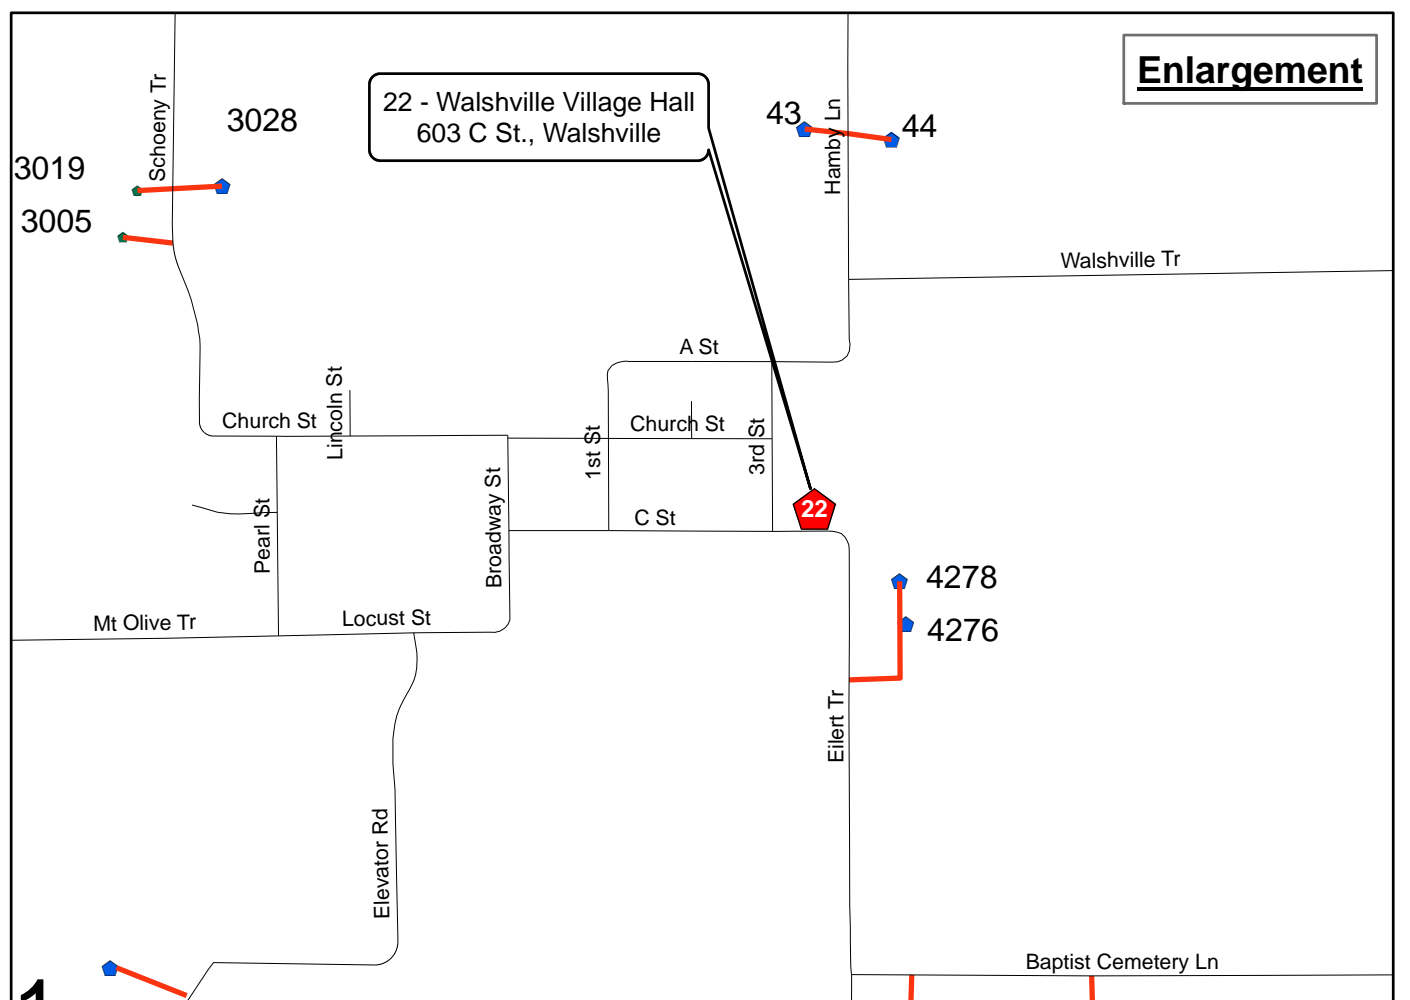 Enlargement
22 - Walshville Village Hall
603 C St., Walshville
Schoeny Tr
3028
43
Hamby Ln
44
3019
3005
Walshville Tr
A St
Lincoln St
Church St
Church St
1st St
3rd St
Broadway St
Pearl St
C St
22
4278
4276
Mt Olive Tr
Locust St
Eilert Tr
Elevator Rd
Baptist Cemetery Ln
1